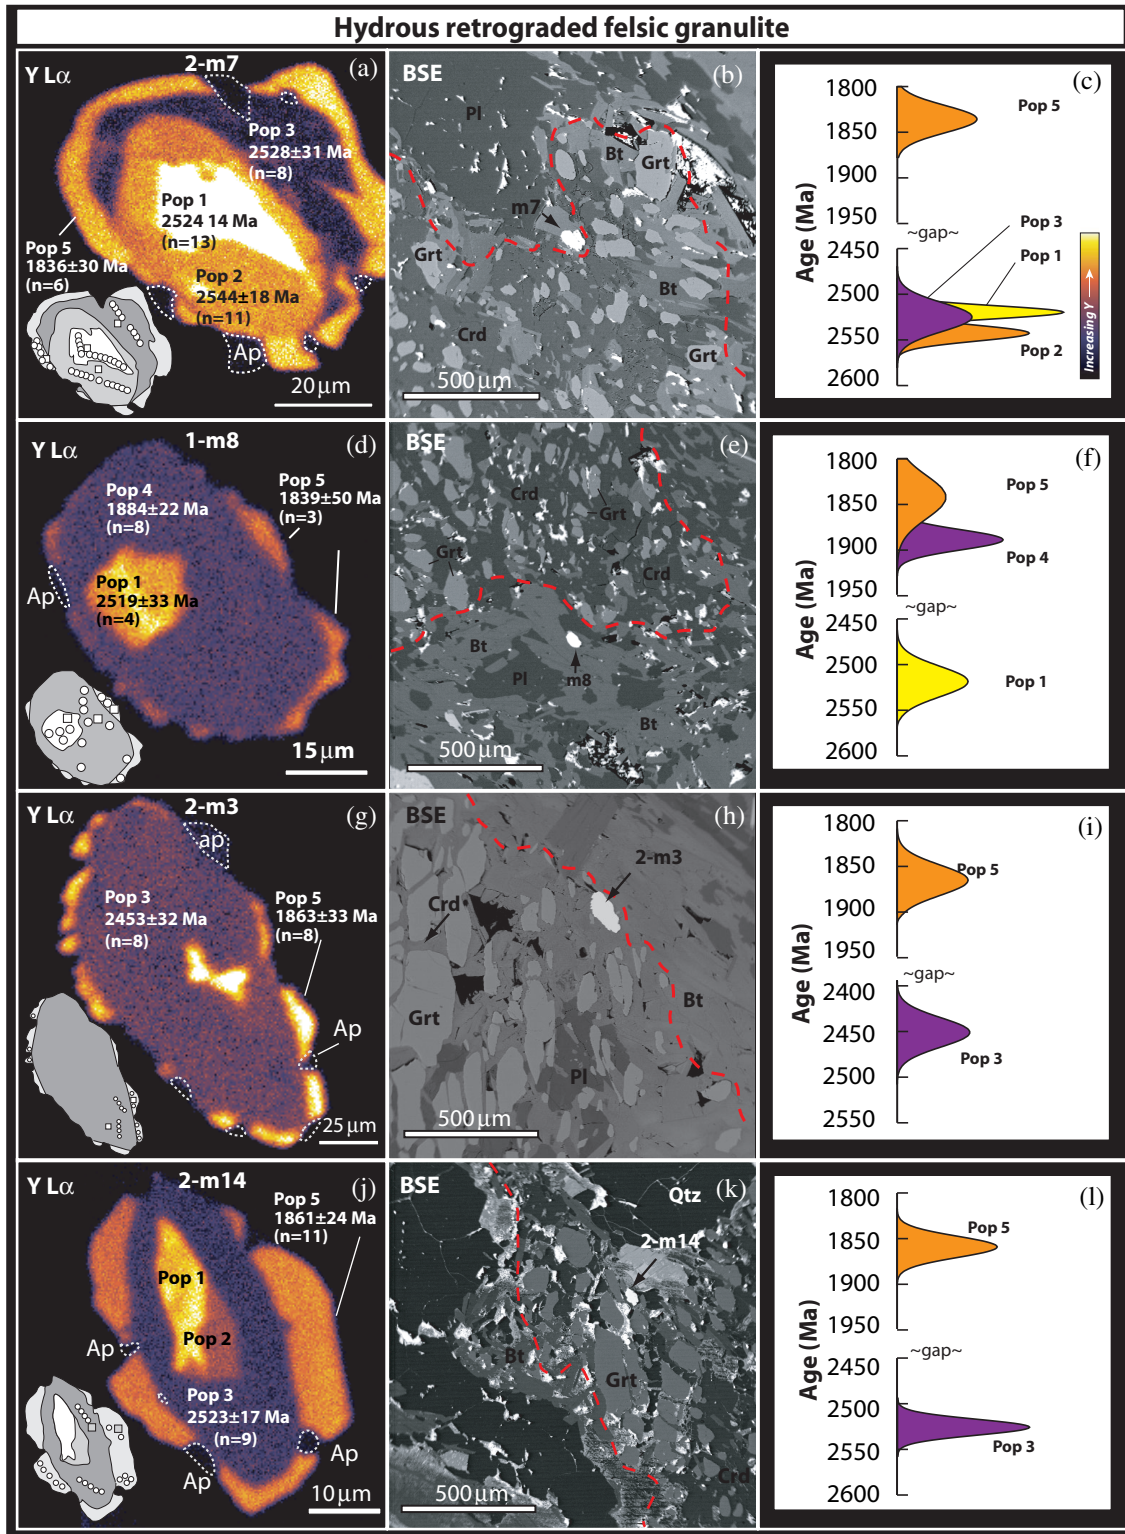 Hydrous retrograded felsic granulite
Y Lα
2-m7
(a)
Pop 3
2528±31 Ma
(n=8)
Pop 1
2524 14 Ma
(n=13)
Pop 5
1836±30 Ma
(n=6)
Pop 2
2544±18 Ma
(n=11)
Ap
20 μm
BSE
(b)
Pl
Bt
Grt
m7
Grt
Bt
Crd
Grt
500 μm
(c)
Age (Ma)
1800
1850
1900
1950
~gap~
2450
2500
2550
2600
Pop 5
Pop 3
Pop 1
Pop 2
Increasing Y
Y Lα
1-m8
(d)
Pop 4
1884±22 Ma
(n=8)
Pop 5
1839±50 Ma
(n=3)
Ap
Pop 1
2519±33 Ma
(n=4)
15 μm
BSE
(e)
Crd
Grt
Grt
Crd
Bt
Pl
m8
Bt
500 μm
(f)
Age (Ma)
1800
1850
1900
1950
~gap~
2450
2500
2550
2600
Pop 5
Pop 4
Pop 1
Y Lα
2-m3
(g)
ap
Pop 3
2453±32 Ma
(n=8)
Pop 5
1863±33 Ma
(n=8)
Ap
25 μm
BSE
(h)
2-m3
Crd
Grt
Bt
Pl
500 μm
(i)
Age (Ma)
1800
1850
1900
1950
~gap~
2400
2450
2500
2550
Pop 5
Pop 3
Y Lα
2-m14
(j)
Pop 5
1861±24 Ma
(n=11)
Pop 1
Pop 2
Ap
Pop 3
2523±17 Ma
(n=9)
Ap
Ap
10 μm
BSE
(k)
Qtz
2-m14
Bt
Grt
Crd
500 μm
(l)
Age (Ma)
1800
1850
1900
1950
~gap~
2450
2500
2550
2600
Pop 5
Pop 3